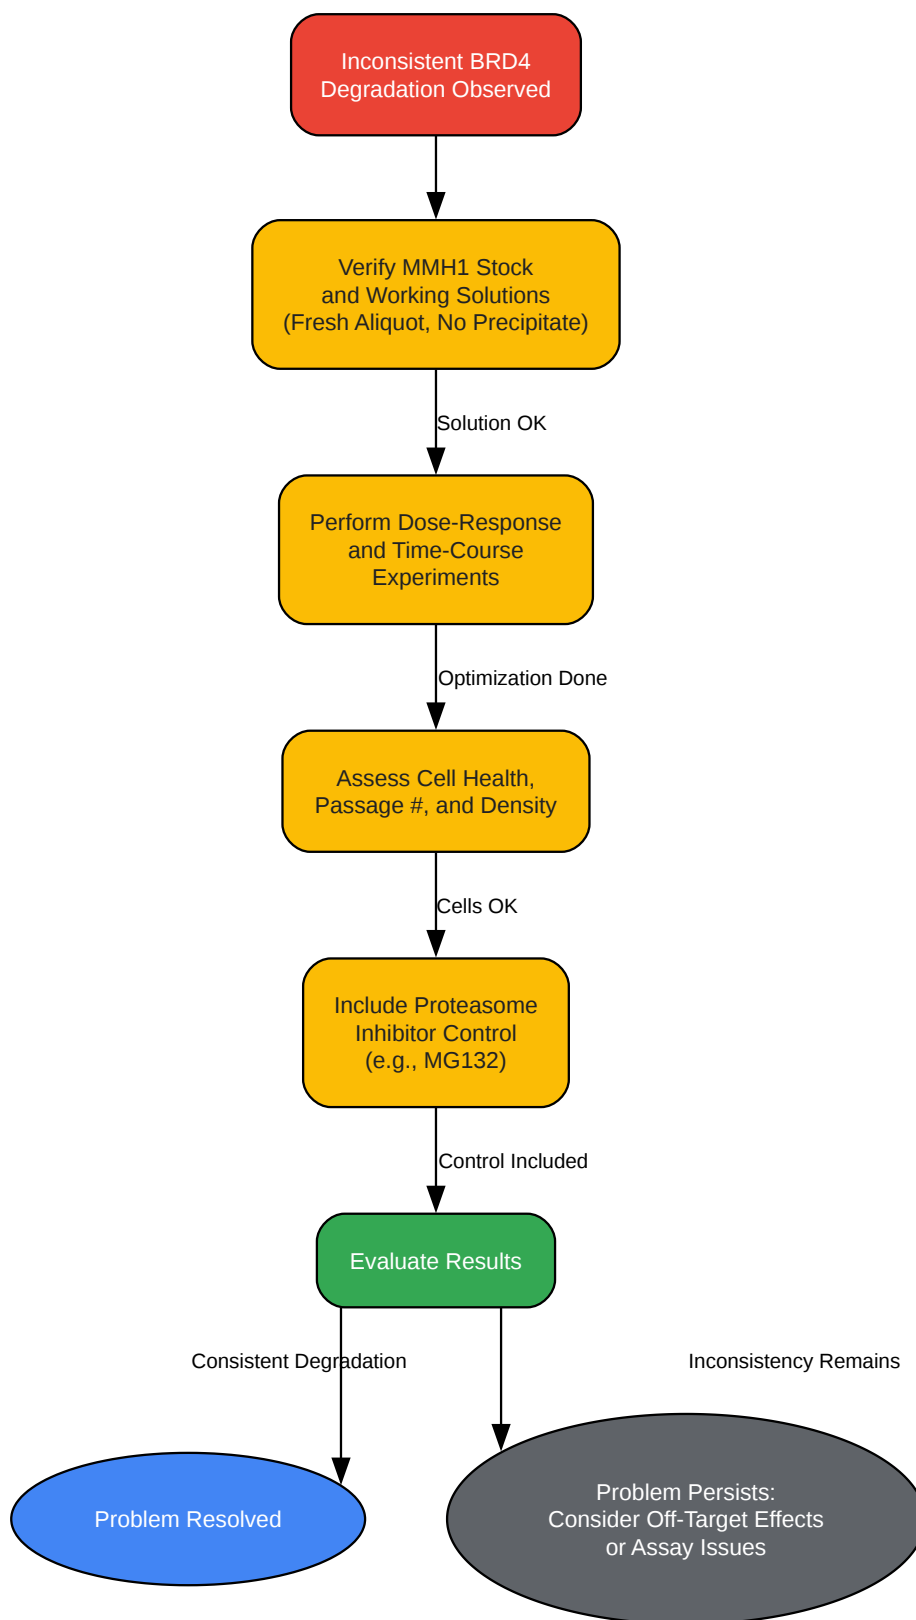 Inconsistent BRD4
Degradation Observed
Verify MMH1 Stock
and Working Solutions
(Fresh Aliquot, No Precipitate)
Solution OK
Perform Dose-Response
and Time-Course
Experiments
Optimization Done
Assess Cell Health,
Passage #, and Density
Cells OK
Include Proteasome
Inhibitor Control
(e.g., MG132)
Control Included
Evaluate Results
Consistent Degradation
Inconsistency Remains
Problem Resolved
Problem Persists:
Consider Off-Target Effects
or Assay Issues